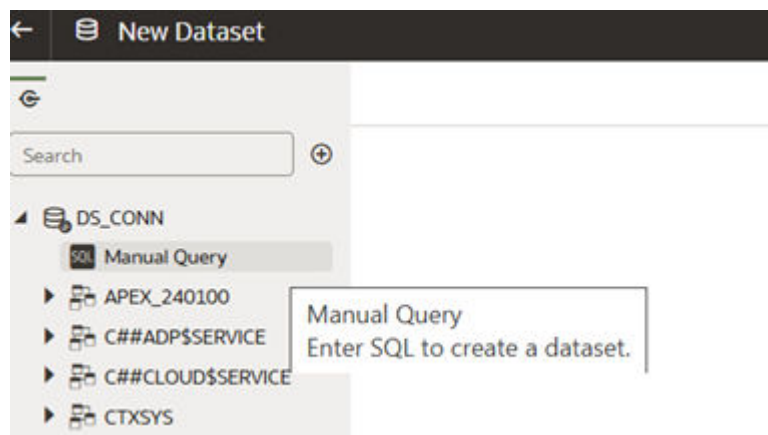 New Dataset
Search
DS_CONN
SQL Manual Query
APEX_240100
Manual Query
Enter SQL to create a dataset.
C##ADP$SERVICE
C##CLOUD$SERVICE
CTXSYS